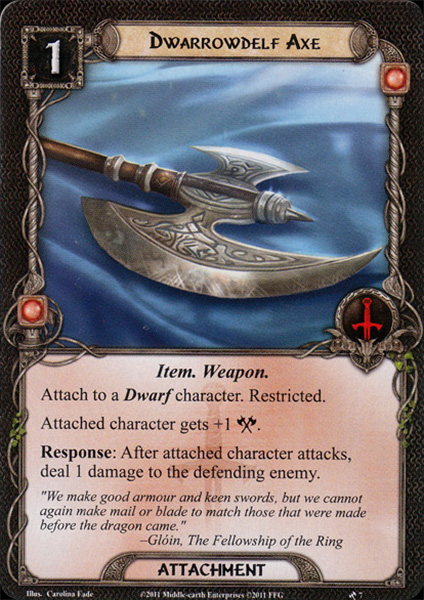 1
DWARROWDELF AXE
Item. Weapon.
Attach to a Dwarf character. Restricted.
Attached character gets +1 .
Response: After attached character attacks,
deal 1 damage to the defending enemy.
"We make good armour and keen swords, but we cannot
again make mail or blade to match those that were made
before the dragon came."
–Glóin, The Fellowship of the Ring
ATTACHMENT
Illus. Carolina Eade ©2011 Middle-earth Enterprises ©2011 FFG 7